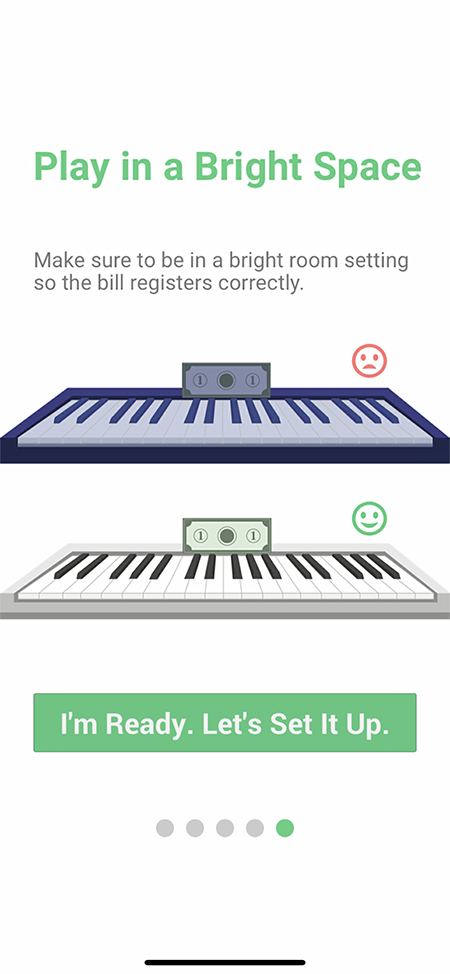 Play in a Bright Space
Make sure to be in a bright room setting
so the bill registers correctly.
1 1
1 1
I'm Ready. Let's Set It Up.